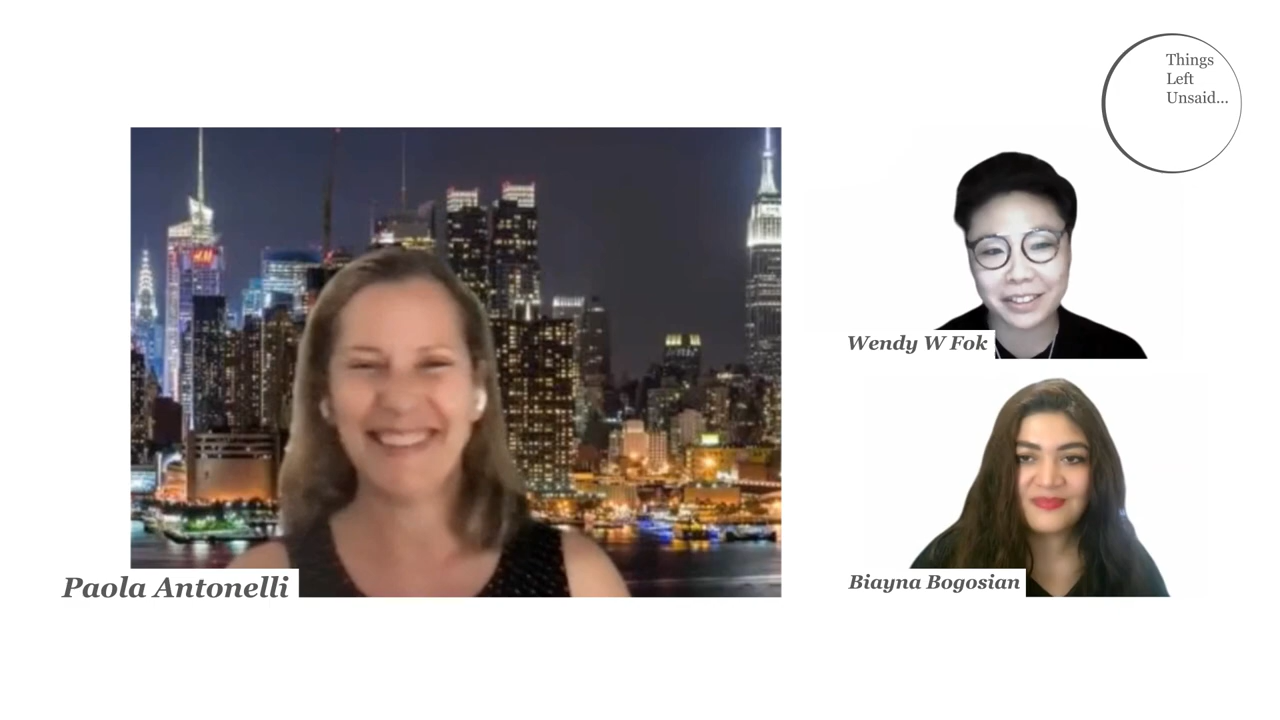 Things
Left
Unsaid...
H&M
Paola Antonelli
Wendy W Fok
Biayna Bogosian